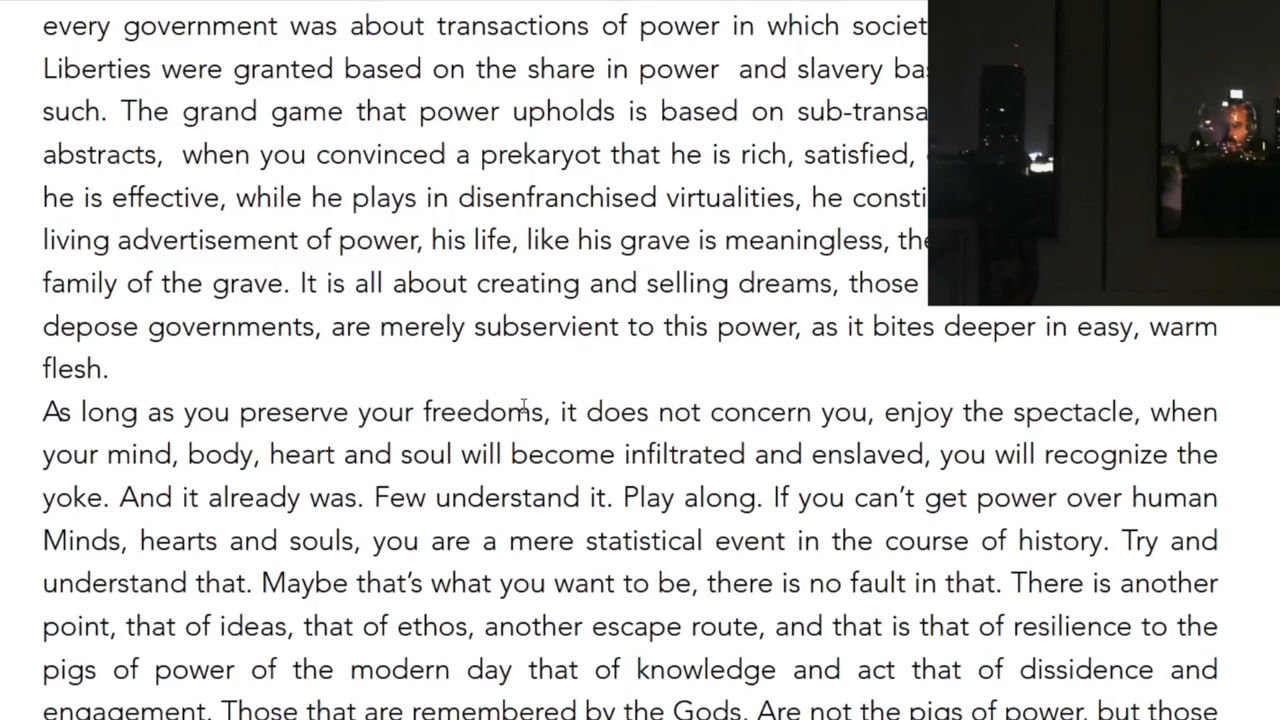 every government was about transactions of power in which
Liberties were granted based on the share in power and slavery
such. The grand game that power upholds is based on
abstracts, when you convinced a prekaryot that he is rich, satisfied,
he is effective, while he plays in disenfranchised virtualities, he
living advertisement of power, his life, like his grave is meaningless,
family of the grave. It is all about creating and selling dreams, those
depose governments, are merely subservient to this power, as it bites deeper in easy, warm
flesh.
As long as you preserve your freedoms, it does not concern you, enjoy the spectacle, when
your mind, body, heart and soul will become infiltrated and enslaved, you will recognize the
yoke. And it already was. Few understand it. Play along. If you can’t get power over human
Minds, hearts and souls, you are a mere statistical event in the course of history. Try and
understand that. Maybe that’s what you want to be, there is no fault in that. There is another
point, that of ideas, that of ethos, another escape route, and that is that of resilience to the
pigs of power of the modern day that of knowledge and act that of dissidence and
engagement. Those that are remembered by the Gods. Are not the pigs of power, but those